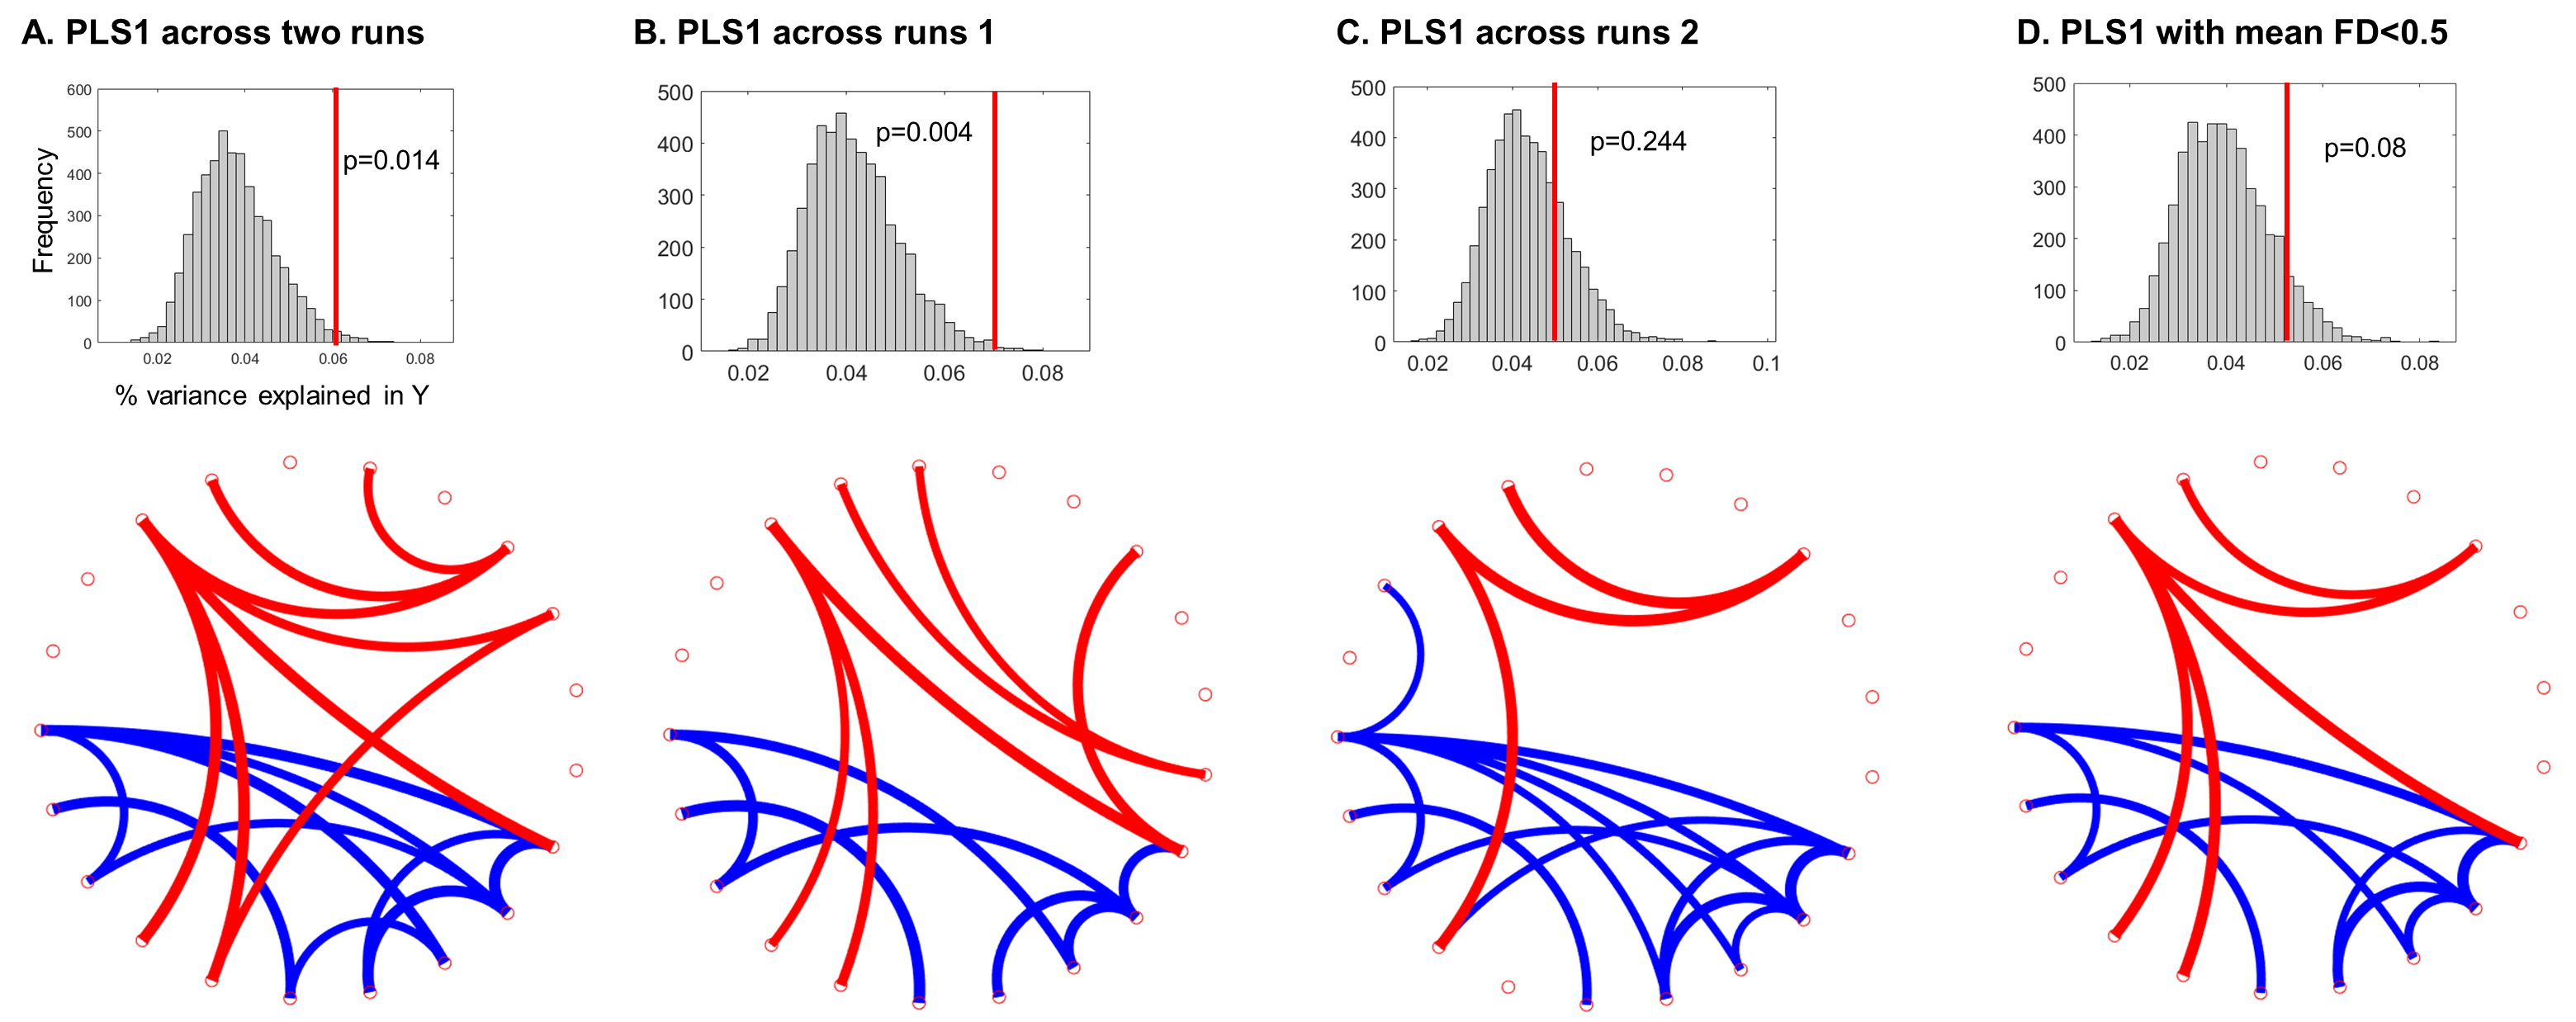 A. PLS1 across two runs
B. PLS1 across runs 1
C. PLS1 across runs 2
D. PLS1 with mean FD<0.5
600
500
400
300
200
100
0
Frequency
p=0.014
0.02 0.04 0.06 0.08
% variance explained in Y
500
400
300
200
100
0
p=0.004
0.02 0.04 0.06 0.08
500
400
300
200
100
0
p=0.244
0.02 0.04 0.06 0.08 0.1
500
400
300
200
100
0
p=0.08
0.02 0.04 0.06 0.08